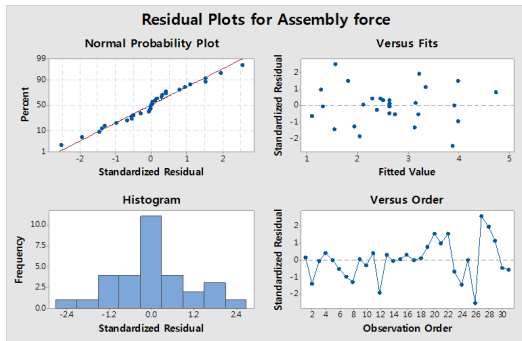 Residual Plots for Assembly force
Normal Probability Plot
Versus Fits
99
90
50
10
1
Percent
-2 -1 0 1 2
Standardized Residual
2
1
0
-1
-2
Standardized Residual
1 2 3 4 5
Fitted Value
Histogram
Versus Order
10.0
7.5
5.0
2.5
0.0
Frequency
-2.4 -1.2 0.0 1.2 2.4
Standardized Residual
2
1
0
-1
-2
Standardized Residual
2 4 6 8 10 12 14 16 18 20 22 24 26 28 30
Observation Order